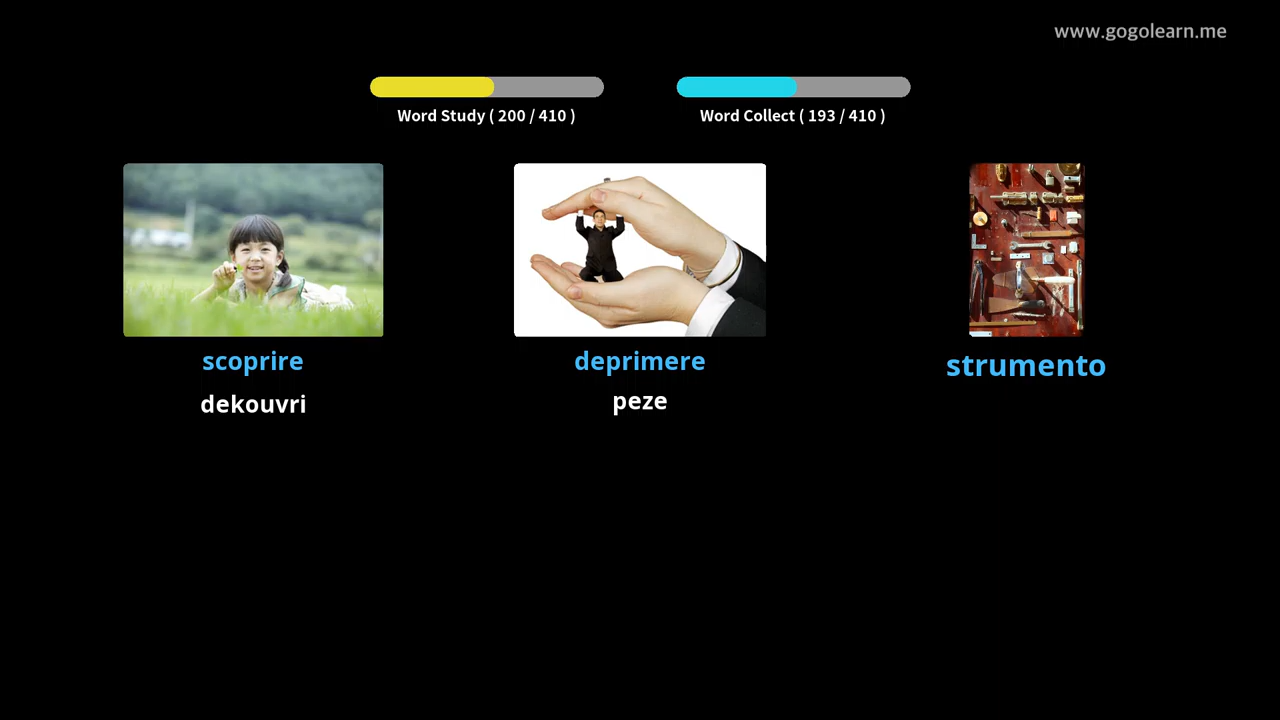 www.gogolearn.me
Word Study ( 200 / 410 )
Word Collect ( 193 / 410 )
scoprire
deprimere
strumento
dekouvri
peze